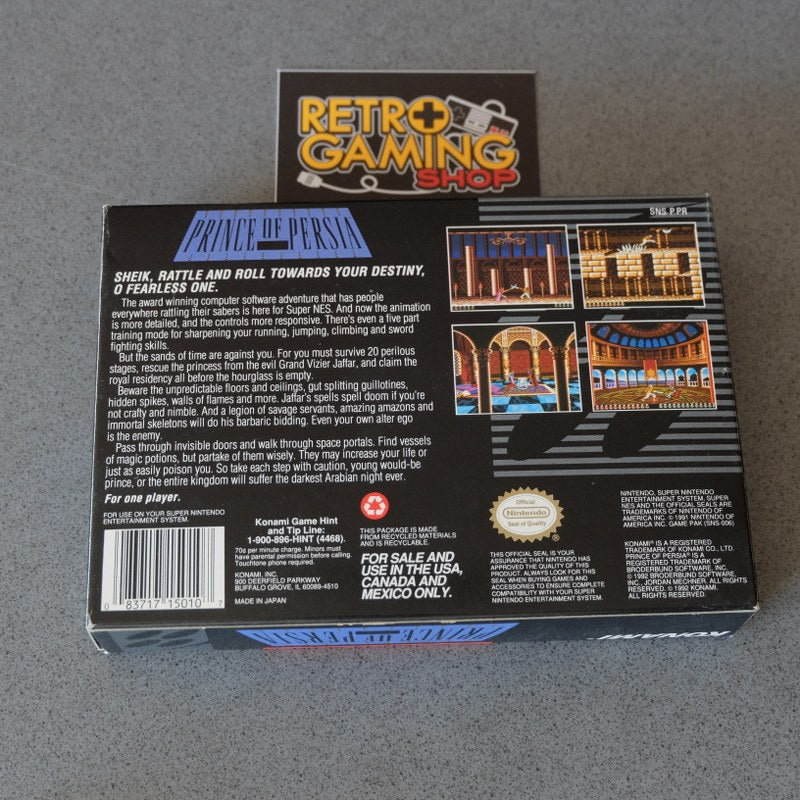 RETRO
GAMING
SHOP
PRINCE OF PERSIA
SNS P PR
SHEIK, RATTLE AND ROLL TOWARDS YOUR DESTINY,
O FEARLESS ONE.
The award winning computer software adventure that has people
everywhere rattling their sabers is here for Super NES. And now the animation
is more detailed, and the controls more responsive. There's even a five part
training mode for sharpening your running, jumping, climbing and sword
fighting skills.
But the sands of time are against you. For you must survive 20 perilous
stages, rescue the princess from the evil Grand Vizier Jaffar, and claim the
royal residency all before the hourglass is empty.
Beware the unpredictable floors and ceilings, gut splitting guillotines,
hidden spikes, walls of flames and more. Jaffar's spells spell doom if you're
not crafty and nimble. And a legion of savage servants, amazing amazons and
immortal skeletons will do his barbaric bidding. Even your own alter ego
is the enemy.
Pass through invisible doors and walk through space portals. Find vessels
of magic potions, but partake of them wisely. They may increase your life or
just as easily poison you. So take each step with caution, young would-be
prince, or the entire kingdom will suffer the darkest Arabian night ever.
For one player.
FOR USE ON YOUR SUPER NINTENDO
ENTERTAINMENT SYSTEM.
0 83717 15010 7
Konami Game Hint
and Tip Line:
1-900-896-HINT (4468).
70¢ per minute charge. Minors must
have parental permission before calling.
Touchtone phone required.
KONAMI, INC.
900 DEERFIELD PARKWAY
BUFFALO GROVE, IL 60089-4510
MADE IN JAPAN
THIS PACKAGE IS MADE
FROM RECYCLED MATERIALS
AND IS RECYCLABLE.
FOR SALE AND
USE IN THE USA,
CANADA AND
MEXICO ONLY.
Official
Nintendo
Seal of Quality
®
THIS OFFICIAL SEAL IS YOUR
ASSURANCE THAT NINTENDO HAS
APPROVED THE QUALITY OF THIS
PRODUCT. ALWAYS LOOK FOR THIS
SEAL WHEN BUYING GAMES AND
ACCESSORIES TO ENSURE COMPLETE
COMPATIBILITY WITH YOUR SUPER
NINTENDO ENTERTAINMENT SYSTEM.
NINTENDO, SUPER NINTENDO
ENTERTAINMENT SYSTEM, SUPER
NES AND THE OFFICIAL SEALS ARE
TRADEMARKS OF NINTENDO OF
AMERICA INC. © 1991 NINTENDO OF
AMERICA INC. GAME PAK (SNS-006)
KONAMI® IS A REGISTERED
TRADEMARK OF KONAMI CO., LTD.
PRINCE OF PERSIA® IS A
REGISTERED TRADEMARK OF
BRODERBUND SOFTWARE, INC.
© 1992 BRODERBUND SOFTWARE,
INC., JORDAN MECHNER. ALL RIGHTS
RESERVED. © 1992 KONAMI.
ALL RIGHTS RESERVED.
PRINCE OF PERSIA
KONAMI